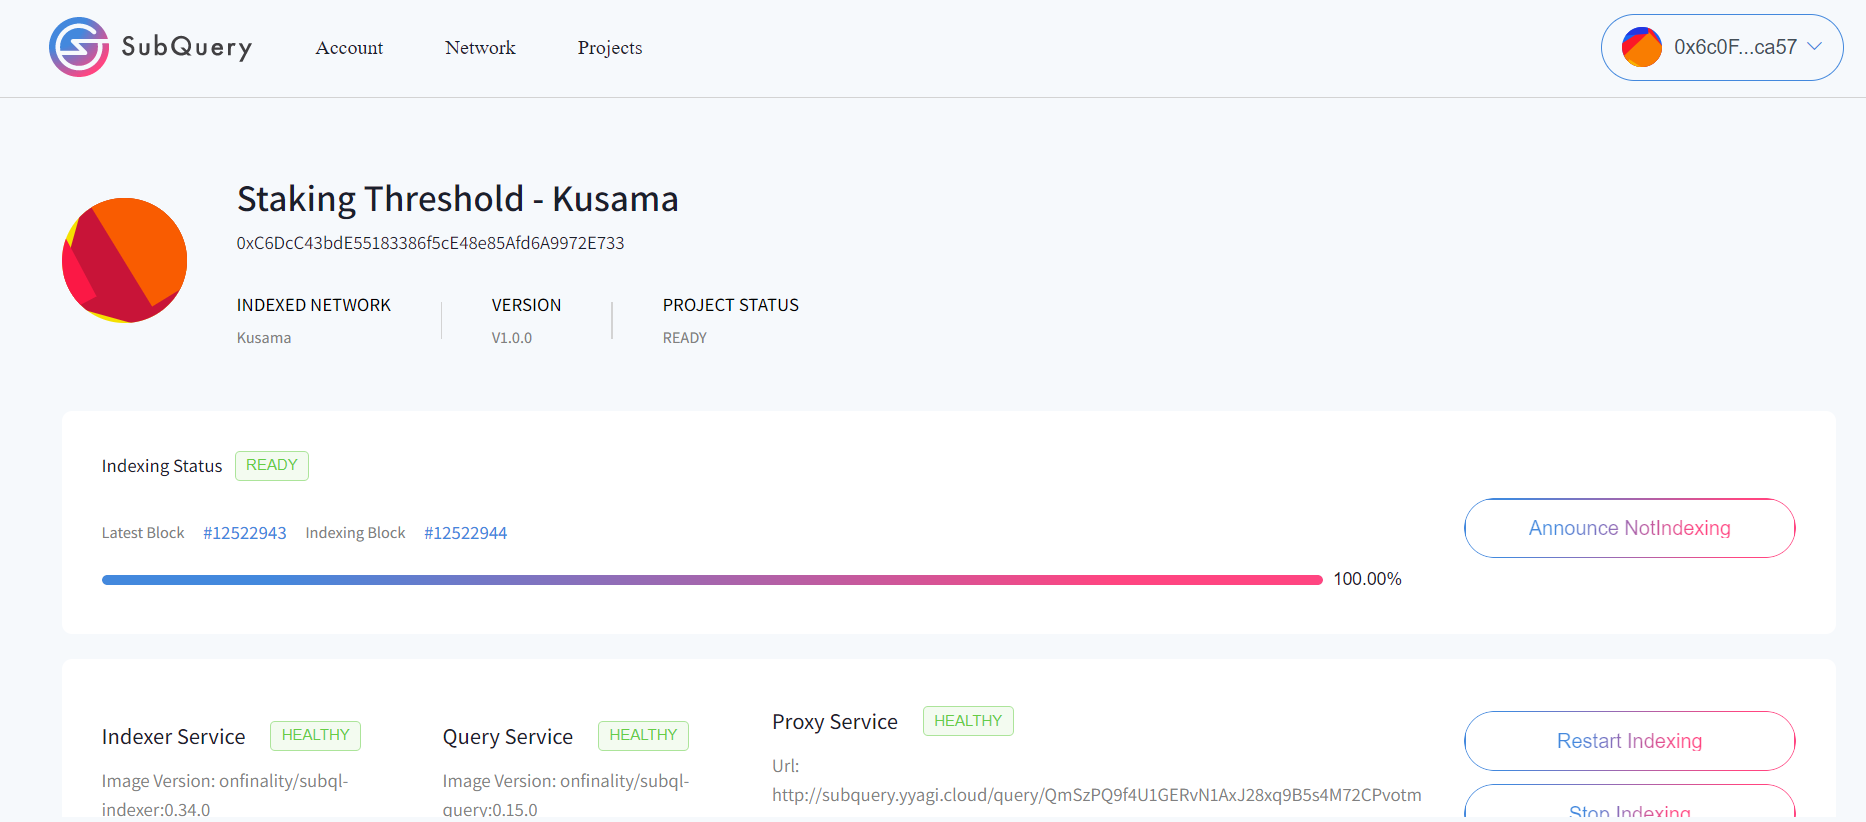 SubQuery
Account
Network
Projects
0x6c0F...ca57
Staking Threshold - Kusama
0xC6DcC43bdE55183386f5cE48e85Afd6A9972E733
INDEXED NETWORK
Kusama
VERSION
V1.0.0
PROJECT STATUS
READY
Indexing Status
READY
Latest Block
#12522943
Indexing Block
#12522944
100.00%
Announce NotIndexing
Indexer Service
HEALTHY
Image Version: onfinality/subql-
indexer:0.34.0
Query Service
HEALTHY
Image Version: onfinality/subql-
query:0.15.0
Proxy Service
HEALTHY
Url:
http://subquery.yyagi.cloud/query/QmSzPQ9f4U1GERvN1AxJ28xq9B5s4M72CPvotm
Restart Indexing
Stop Indexing